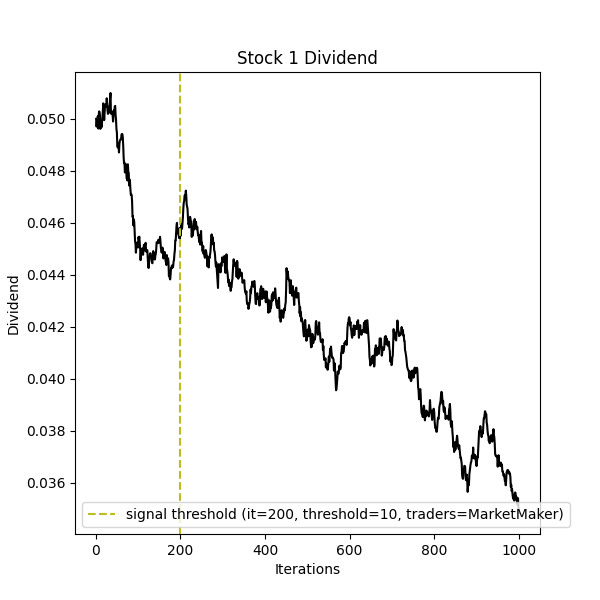 Stock 1 Dividend
Dividend
0.050
0.048
0.046
0.044
0.042
0.040
0.038
0.036
signal threshold (it=200, threshold=10, traders=MarketMaker)
0 200 400 600 800 1000
Iterations